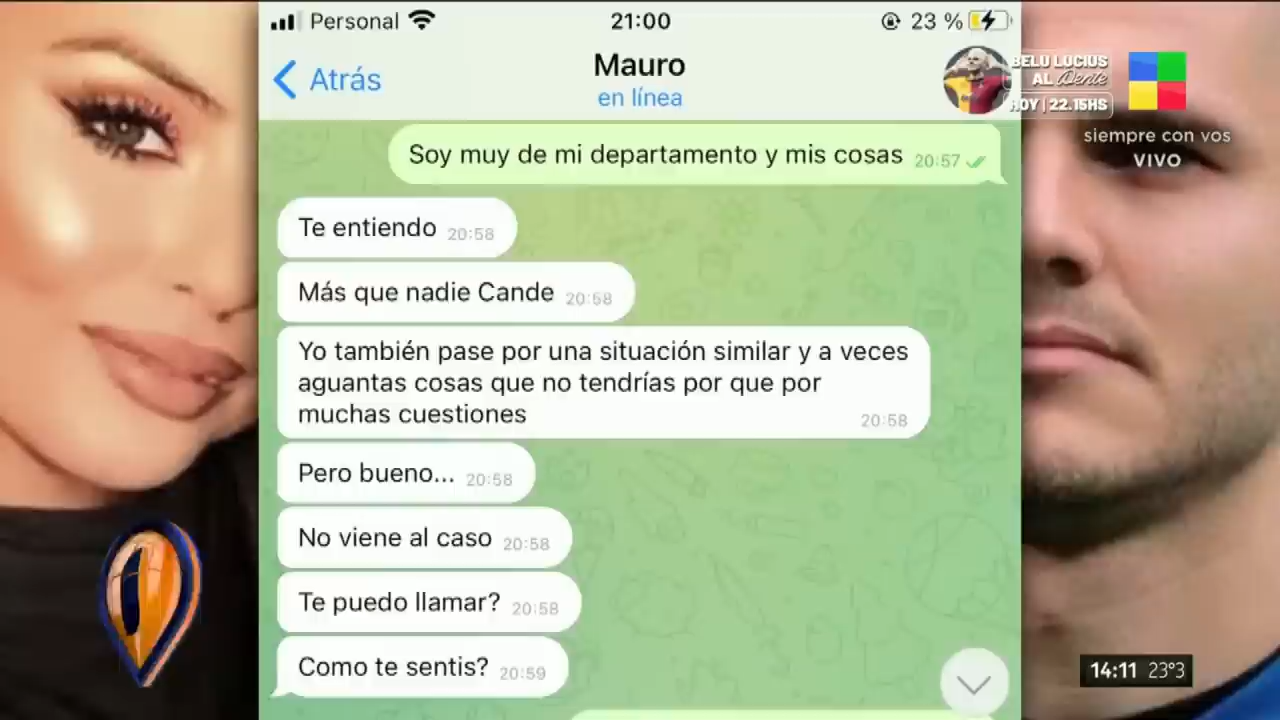 Personal
21:00
23 %
Atrás
Mauro
en línea
BELU LUCIUS
AL Dente
HOY | 22.15HS
siempre con vos
VIVO
Soy muy de mi departamento y mis cosas 20:57
Te entiendo 20:58
Más que nadie Cande 20:58
Yo también pase por una situación similar y a veces
aguantas cosas que no tendrías por que por
muchas cuestiones 20:58
Pero bueno... 20:58
No viene al caso 20:58
Te puedo llamar? 20:58
Como te sentis? 20:59
14:11 23°3